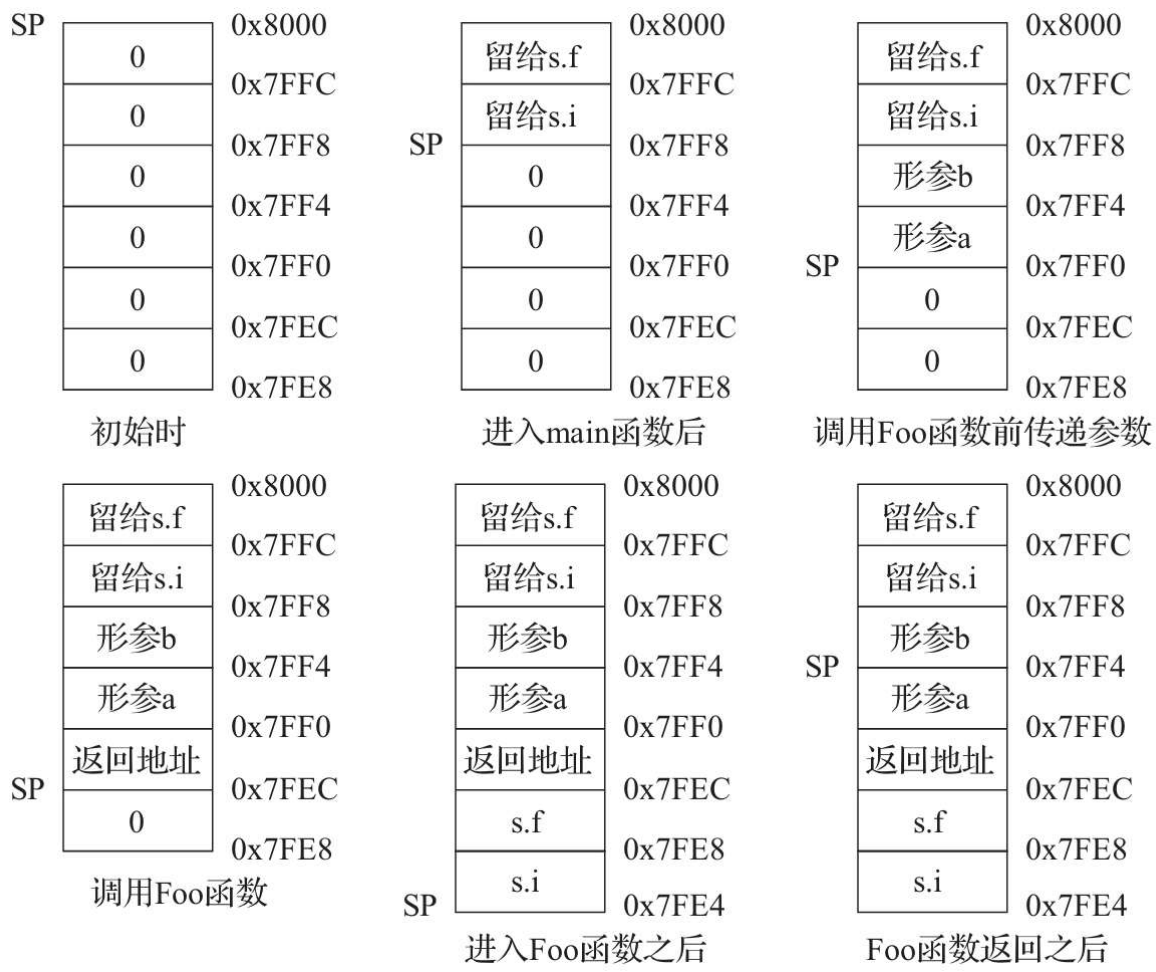 SP 0x8000
0
0x7FFC
0
0x7FF8
0
0x7FF4
0
0x7FF0
0
0x7FEC
0
0x7FE8
初始时
0x8000
留给s.f
0x7FFC
留给s.i
SP 0x7FF8
0
0x7FF4
0
0x7FF0
0
0x7FEC
0
0x7FE8
进入main函数后
0x8000
留给s.f
0x7FFC
留给s.i
0x7FF8
形参b
0x7FF4
形参a
SP 0x7FF0
0
0x7FEC
0
0x7FE8
调用Foo函数前传递参数
0x8000
留给s.f
0x7FFC
留给s.i
0x7FF8
形参b
0x7FF4
形参a
0x7FF0
返回地址
SP 0x7FEC
0
0x7FE8
调用Foo函数
0x8000
留给s.f
0x7FFC
留给s.i
0x7FF8
形参b
0x7FF4
形参a
0x7FF0
返回地址
0x7FEC
s.f
0x7FE8
s.i
SP 0x7FE4
进入Foo函数之后
0x8000
留给s.f
0x7FFC
留给s.i
0x7FF8
形参b
SP 0x7FF4
形参a
0x7FF0
返回地址
0x7FEC
s.f
0x7FE8
s.i
0x7FE4
Foo函数返回之后